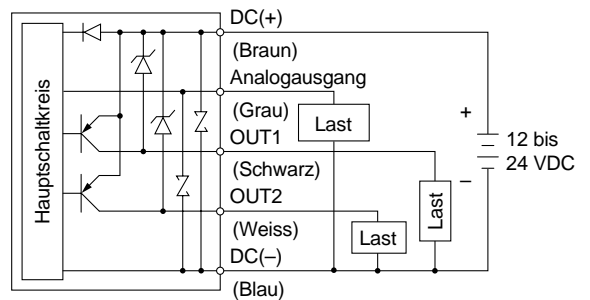 DC(+)
(Braun)
Analogausgang
(Grau)
Last
OUT1
(Schwarz)
OUT2
(Weiss)
Last
Last
DC(–)
(Blau)
Hauptschaltkreis
+
12 bis
24 VDC
–